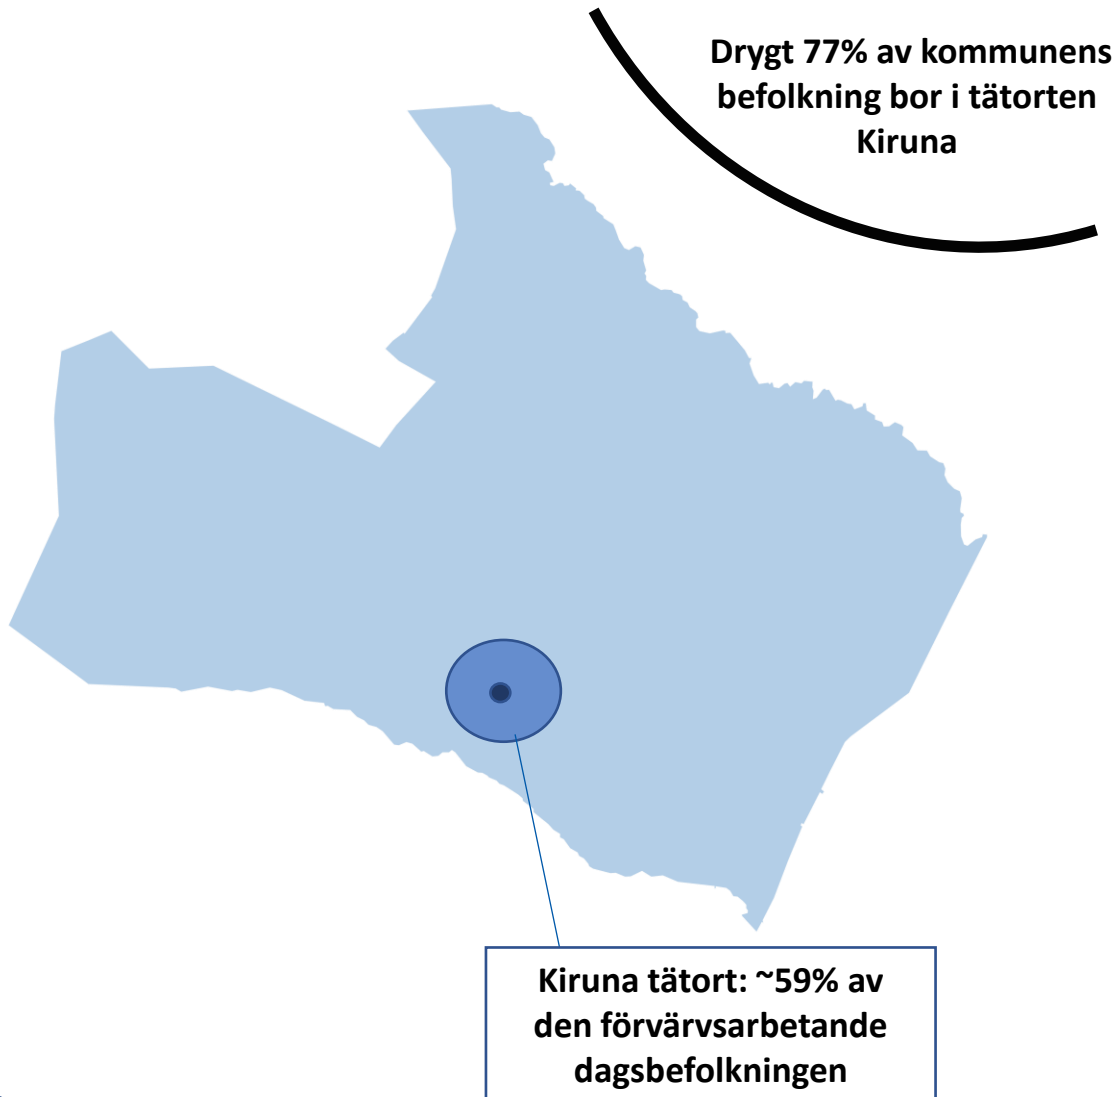 Drygt 77% av kommunens
befolkning bor i tätorten
Kiruna
Kiruna tätort: ~59% av
den förvärvsarbetande
dagsbefolkningen